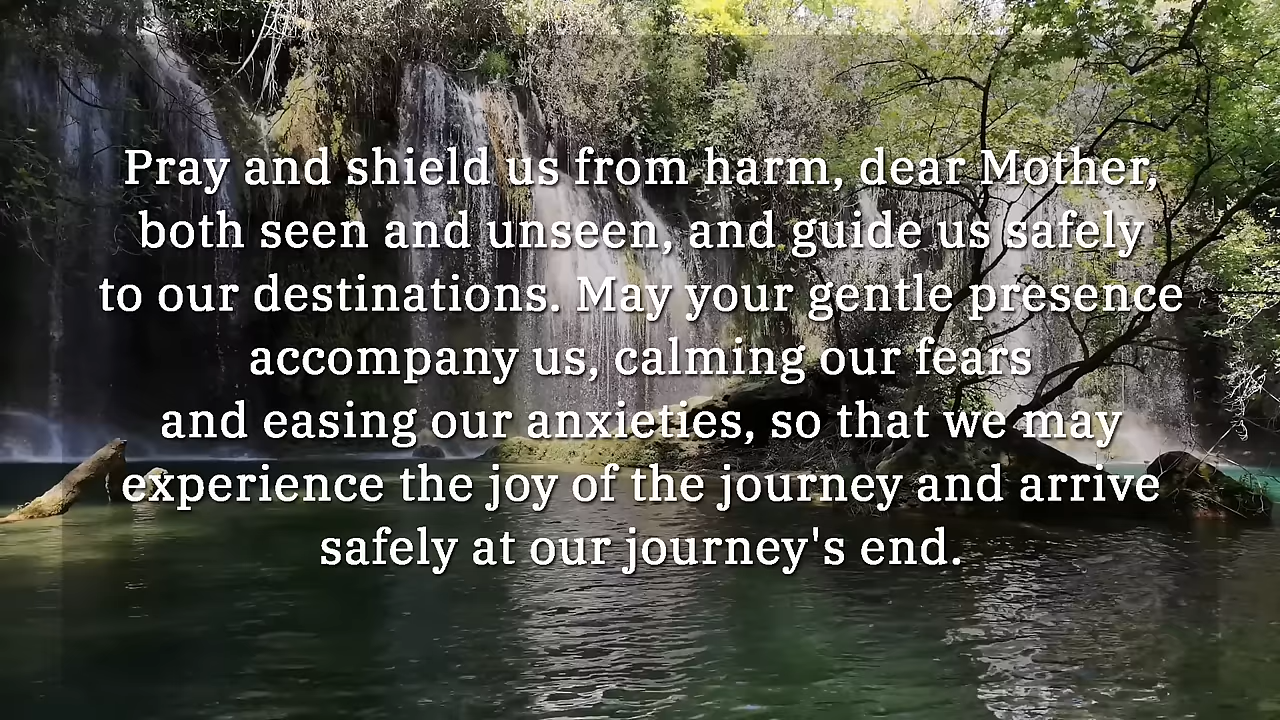 Pray and shield us from harm, dear Mother,
both seen and unseen, and guide us safely
to our destinations. May your gentle presence
accompany us, calming our fears
and easing our anxieties, so that we may
experience the joy of the journey and arrive
safely at our journey's end.